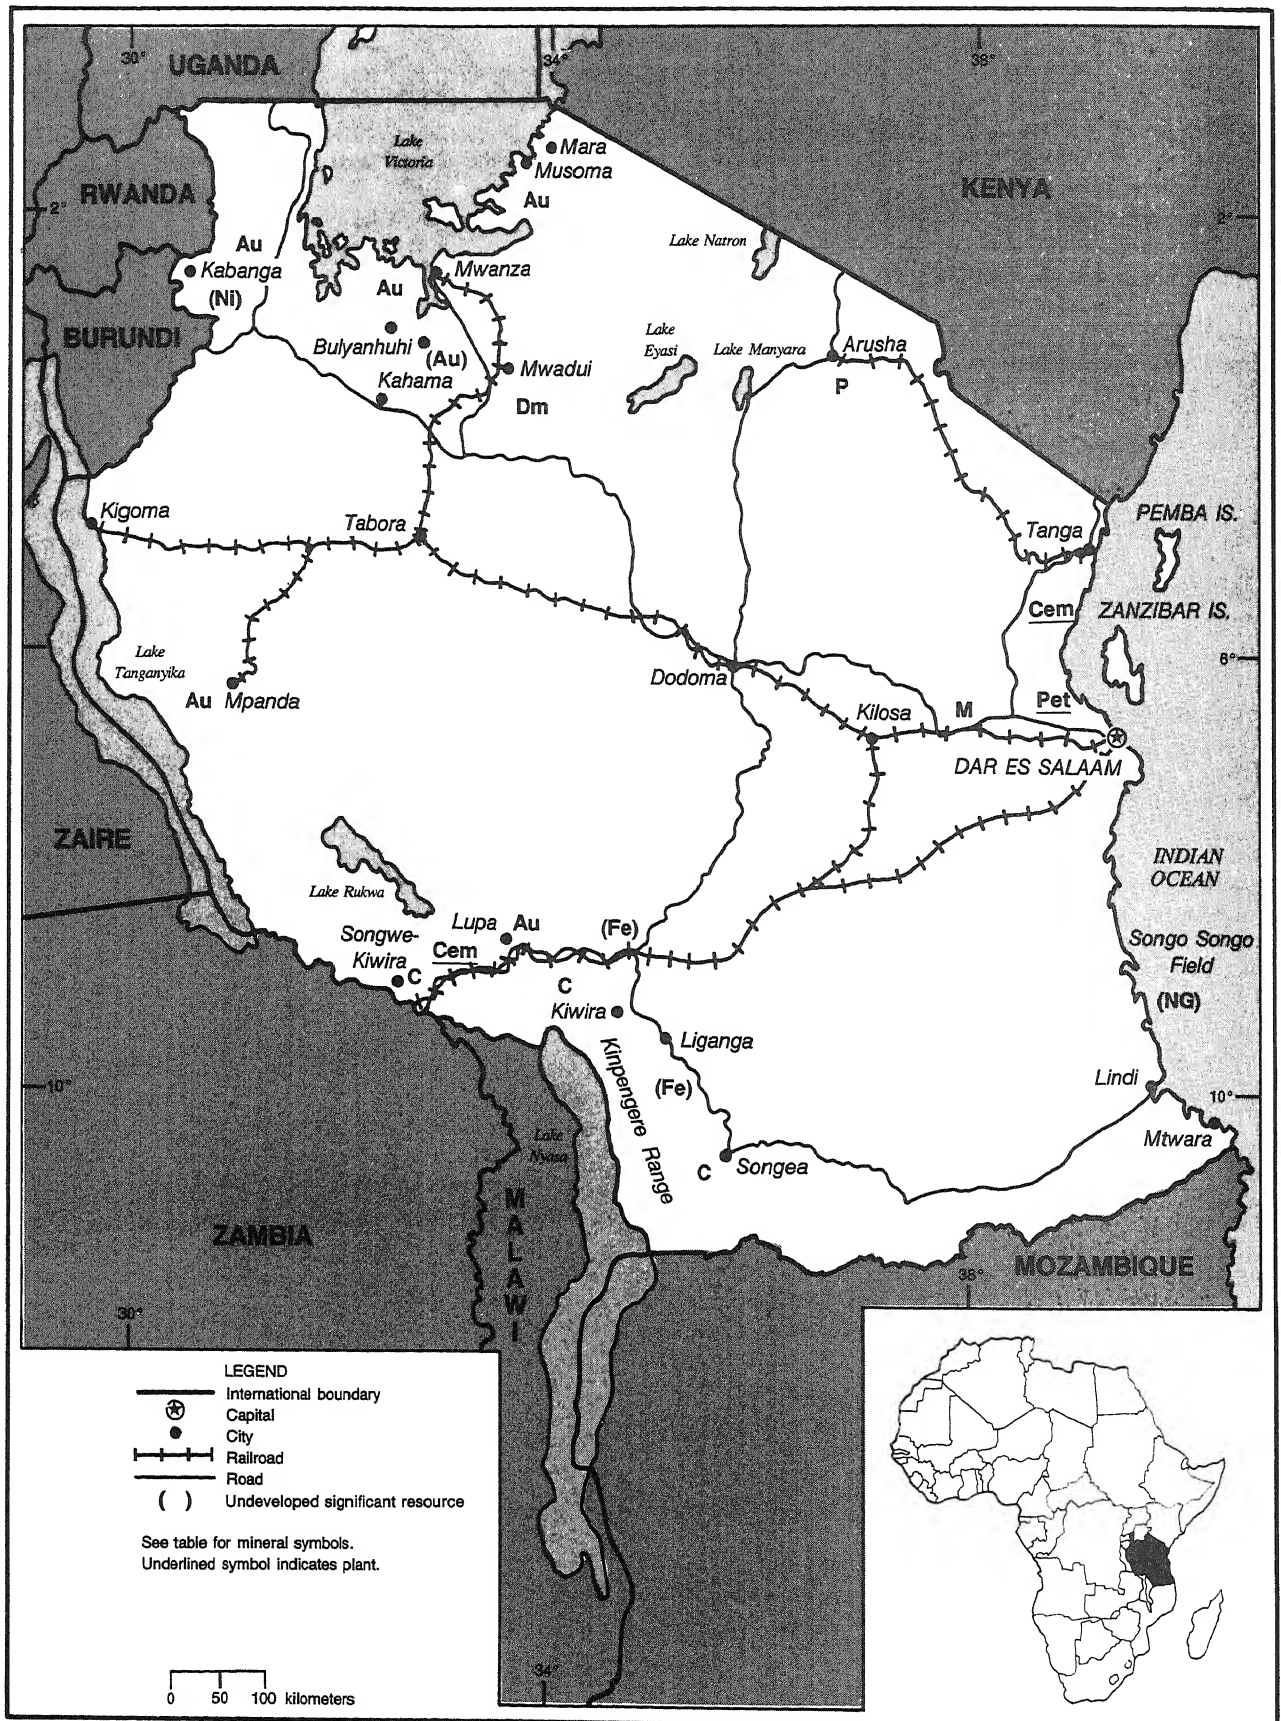 30°
UGANDA
34°
38°
Lake
Victoria
Mara
Musoma
Au
RWANDA
2°
KENYA
2°
Lake Natron
Au
Kabanga
(Ni)
Mwanza
Au
BURUNDI
Bulyanhuhi
(Au)
Kahama
Mwadui
Dm
Lake
Eyasi
Lake Manyara
Arusha
P
Kigoma
Tabora
Tanga
PEMBA IS.
Cem
ZANZIBAR IS.
Lake
Tanganyika
Au
Mpanda
Dodoma
6°
Pet
Kilosa
M
DAR ES SALAAM
ZAIRE
Lake Rukwa
INDIAN
OCEAN
Lupa
Au
(Fe)
Songwe-
Kiwira
Cem
C
C
Kiwira
Songo Songo
Field
(NG)
Liganga
Kinpengere Range
(Fe)
10°
Lindi
10°
Mtwara
Lake
Nyasa
C
Songea
MALAWI
ZAMBIA
MOZAMBIQUE
38°
30°
LEGEND
International boundary
Capital
City
Railroad
Road
( ) Undeveloped significant resource
See table for mineral symbols.
Underlined symbol indicates plant.
0 50 100 kilometers
34°